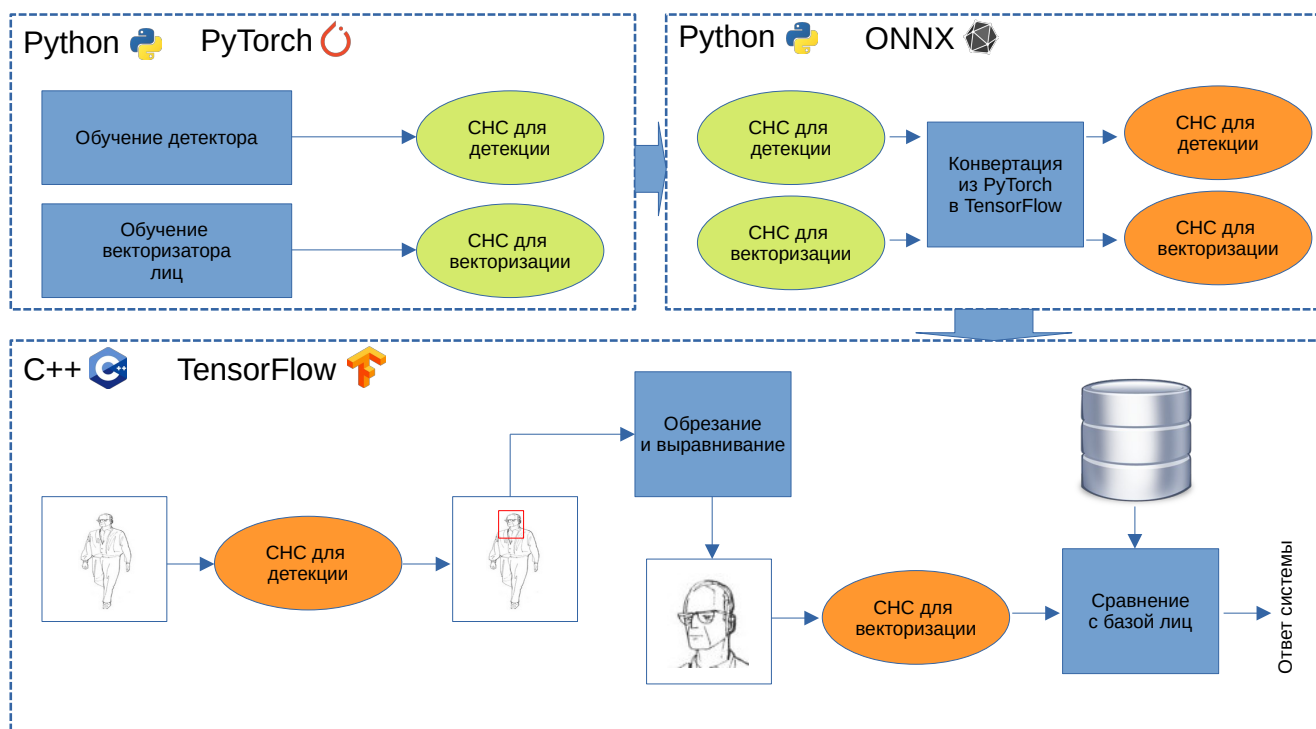 Python
PyTorch
Обучение детектора
СНС для
детекции
Обучение
векторизатора
лиц
СНС для
векторизации
Python
ONNX
СНС для
детекции
СНС для
векторизации
Конвертация
из PyTorch
в TensorFlow
СНС для
детекции
СНС для
векторизации
C++
TensorFlow
СНС для
детекции
Обрезание
и выравнивание
СНС для
векторизации
Сравнение
с базой лиц
Ответ системы